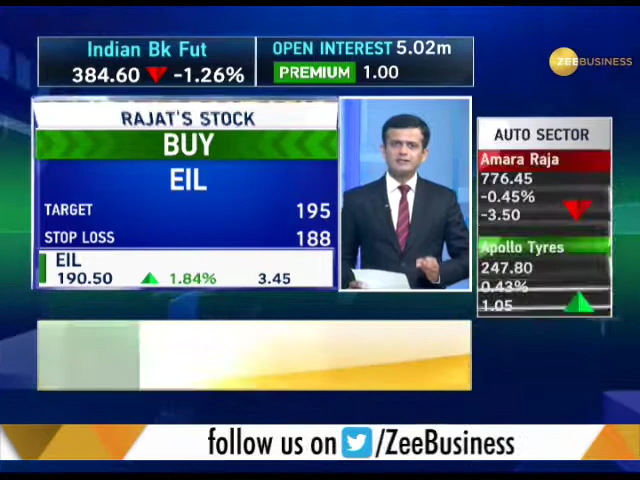 Indian Bk Fut
384.60 -1.26%
OPEN INTEREST 5.02m
PREMIUM 1.00
ZEEBUSINESS
RAJAT'S STOCK
BUY
EIL
TARGET 195
STOP LOSS 188
EIL
190.50 1.84% 3.45
AUTO SECTOR
Amara Raja
776.45
-0.45%
-3.50
Apollo Tyres
247.80
0.43%
1.05
follow us on /ZeeBusiness